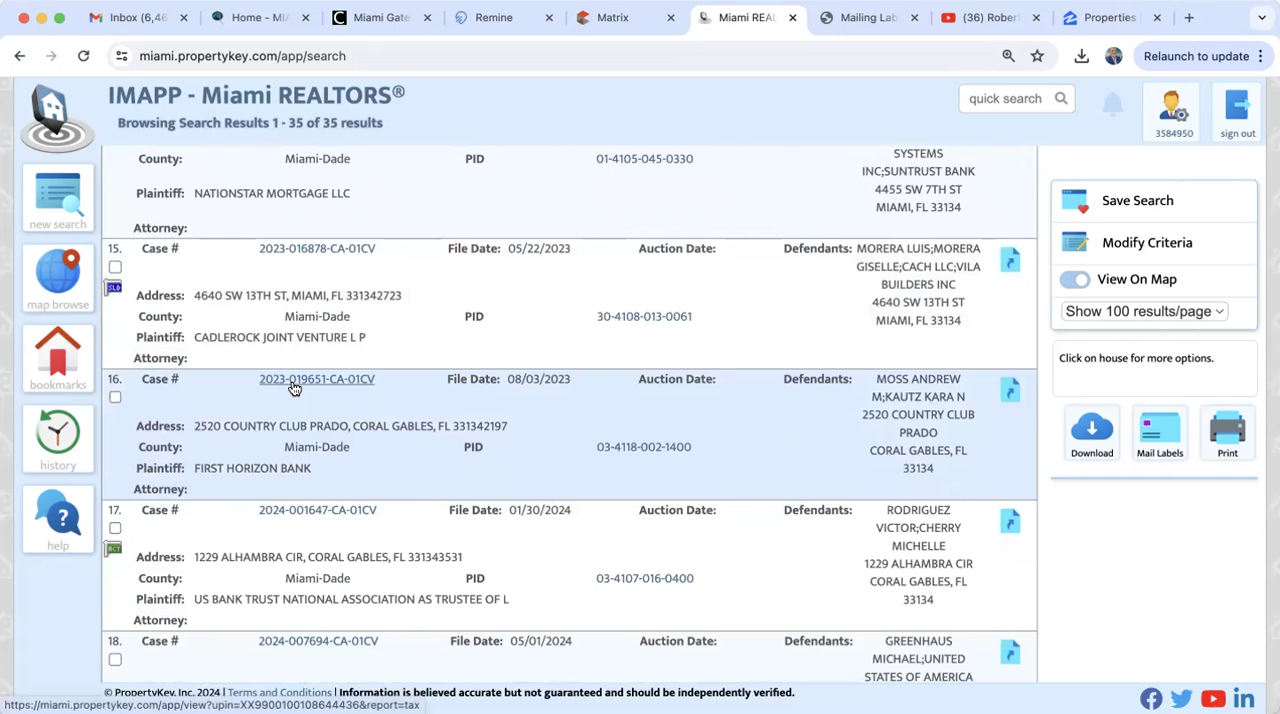 Inbox (6,46
Home - MIA
Miami Gate
Remine
Matrix
Miami REAL
Mailing Lab
(36) Robert
Properties
miami.propertykey.com/app/search
Relaunch to update
IMAPP - Miami REALTORS®
Browsing Search Results 1 - 35 of 35 results
quick search
3584950
sign out
new search
map browse
bookmarks
history
help
County: Miami-Dade PID 01-4105-045-0330
Plaintiff: NATIONSTAR MORTGAGE LLC
Attorney:
SYSTEMS
INC;SUNTRUST BANK
4455 SW 7TH ST
MIAMI, FL 33134
15. Case # 2023-016878-CA-01CV File Date: 05/22/2023 Auction Date: Defendants: MORERA LUIS;MORERA
GISELLE;CACH LLC;VILA
BUILDERS INC
4640 SW 13TH ST
MIAMI, FL 33134
SLD
Address: 4640 SW 13TH ST, MIAMI, FL 331342723
County: Miami-Dade PID 30-4108-013-0061
Plaintiff: CADLEROCK JOINT VENTURE L P
Attorney:
16. Case # 2023-019651-CA-01CV File Date: 08/03/2023 Auction Date: Defendants: MOSS ANDREW
M;KAUTZ KARA N
2520 COUNTRY CLUB
PRADO
CORAL GABLES, FL
33134
Address: 2520 COUNTRY CLUB PRADO, CORAL GABLES, FL 331342197
County: Miami-Dade PID 03-4118-002-1400
Plaintiff: FIRST HORIZON BANK
Attorney:
17. Case # 2024-001647-CA-01CV File Date: 01/30/2024 Auction Date: Defendants: RODRIGUEZ
VICTOR;CHERRY
MICHELLE
1229 ALHAMBRA CIR
CORAL GABLES, FL
33134
Address: 1229 ALHAMBRA CIR, CORAL GABLES, FL 331343531
County: Miami-Dade PID 03-4107-016-0400
Plaintiff: US BANK TRUST NATIONAL ASSOCIATION AS TRUSTEE OF L
Attorney:
18. Case # 2024-007694-CA-01CV File Date: 05/01/2024 Auction Date: Defendants: GREENHAUS
MICHAEL;UNITED
STATES OF AMERICA
Save Search
Modify Criteria
View On Map
Show 100 results/page
Click on house for more options.
Download
Mail Labels
Print
© PropertyKey, Inc. 2024 | Terms and Conditions | Information is believed accurate but not guaranteed and should be independently verified.
https://miami.propertykey.com/app/view?upin=XX9900100108644436&report=tax